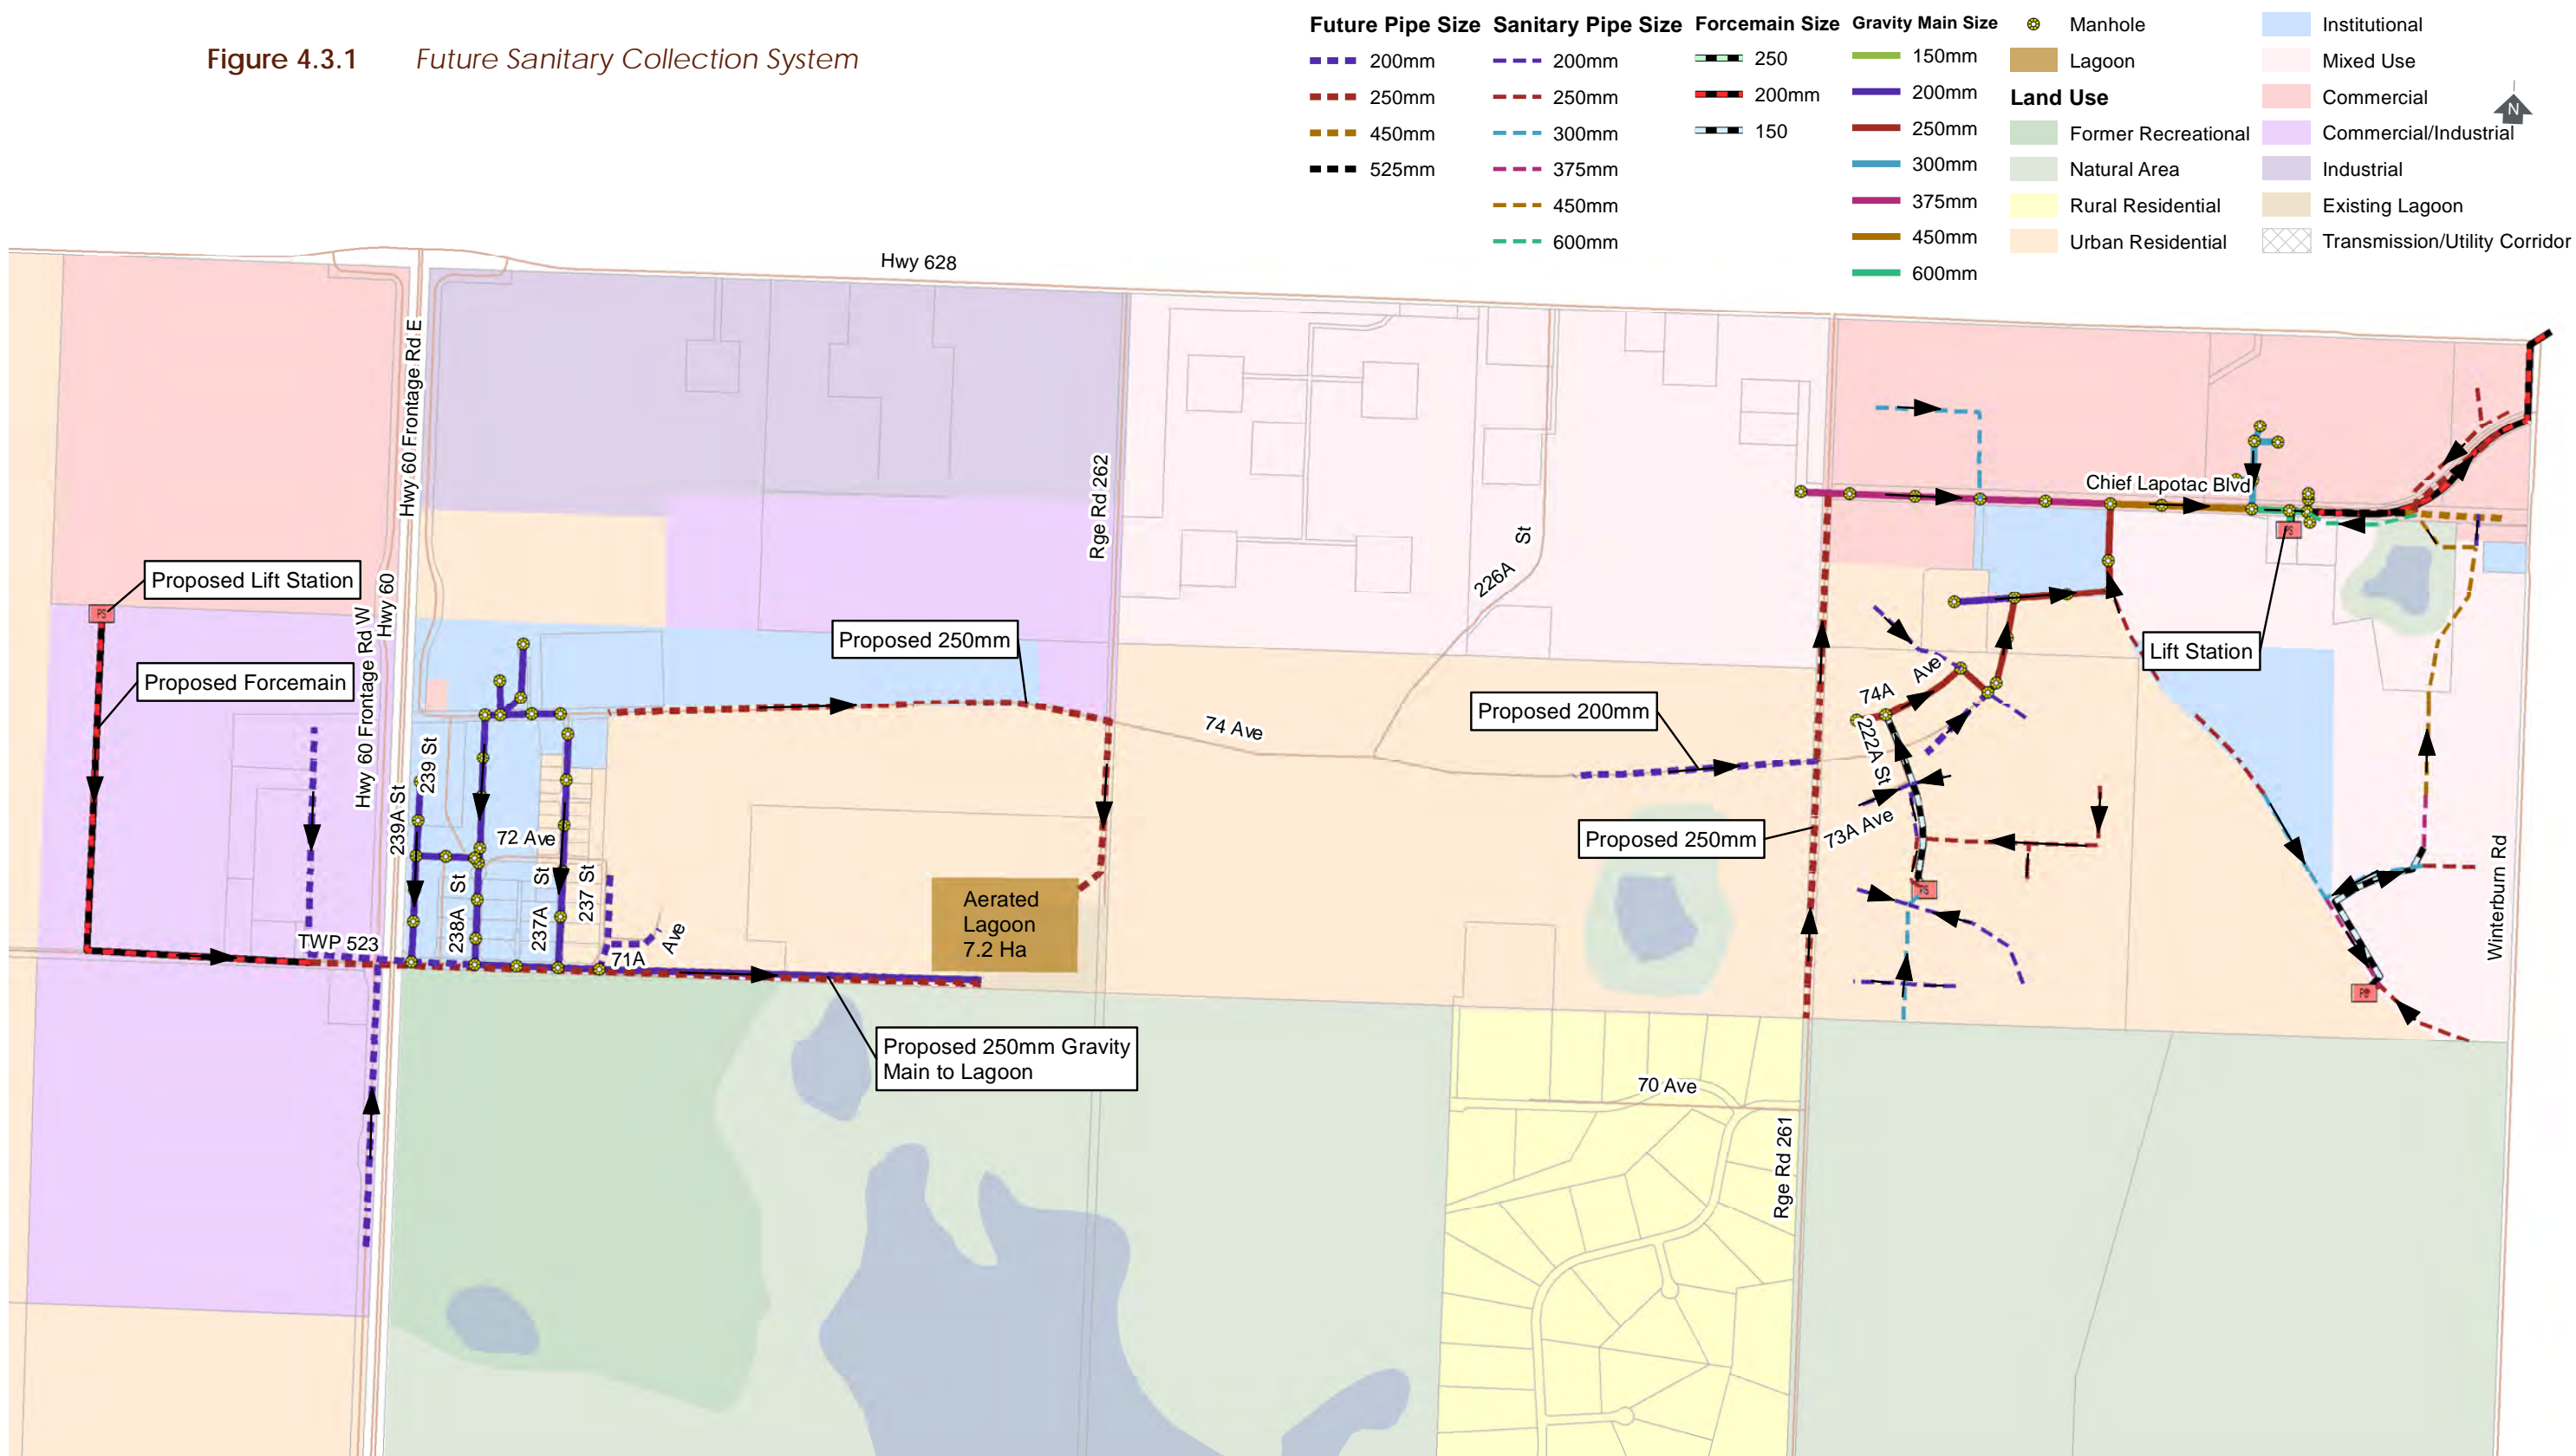 Figure 4.3.1 Future Sanitary Collection System
Future Pipe Size
200mm
250mm
450mm
525mm
Sanitary Pipe Size
200mm
250mm
300mm
375mm
450mm
600mm
Forcemain Size
250
200mm
150
Gravity Main Size
150mm
200mm
250mm
300mm
375mm
450mm
600mm
Manhole
Lagoon
Land Use
Former Recreational
Natural Area
Rural Residential
Urban Residential
Institutional
Mixed Use
Commercial
Commercial/Industrial
Industrial
Existing Lagoon
Transmission/Utility Corridor
N
Hwy 628
Hwy 60 Frontage Rd E
Rge Rd 262
Chief Lapotac Blvd
St
226A
Proposed Lift Station
PS
Hwy 60
Hwy 60 Frontage Rd W
Proposed Forcemain
Proposed 250mm
PS
Lift Station
74A
Ave
Proposed 200mm
74 Ave
222A St
239 St
239A St
72 Ave
Proposed 250mm
73A Ave
St
238A
St
237A
237 St
PS
Aerated
Lagoon
7.2 Ha
TWP 523
71A
Ave
Winterburn Rd
PS
Proposed 250mm Gravity
Main to Lagoon
70 Ave
Rge Rd 261